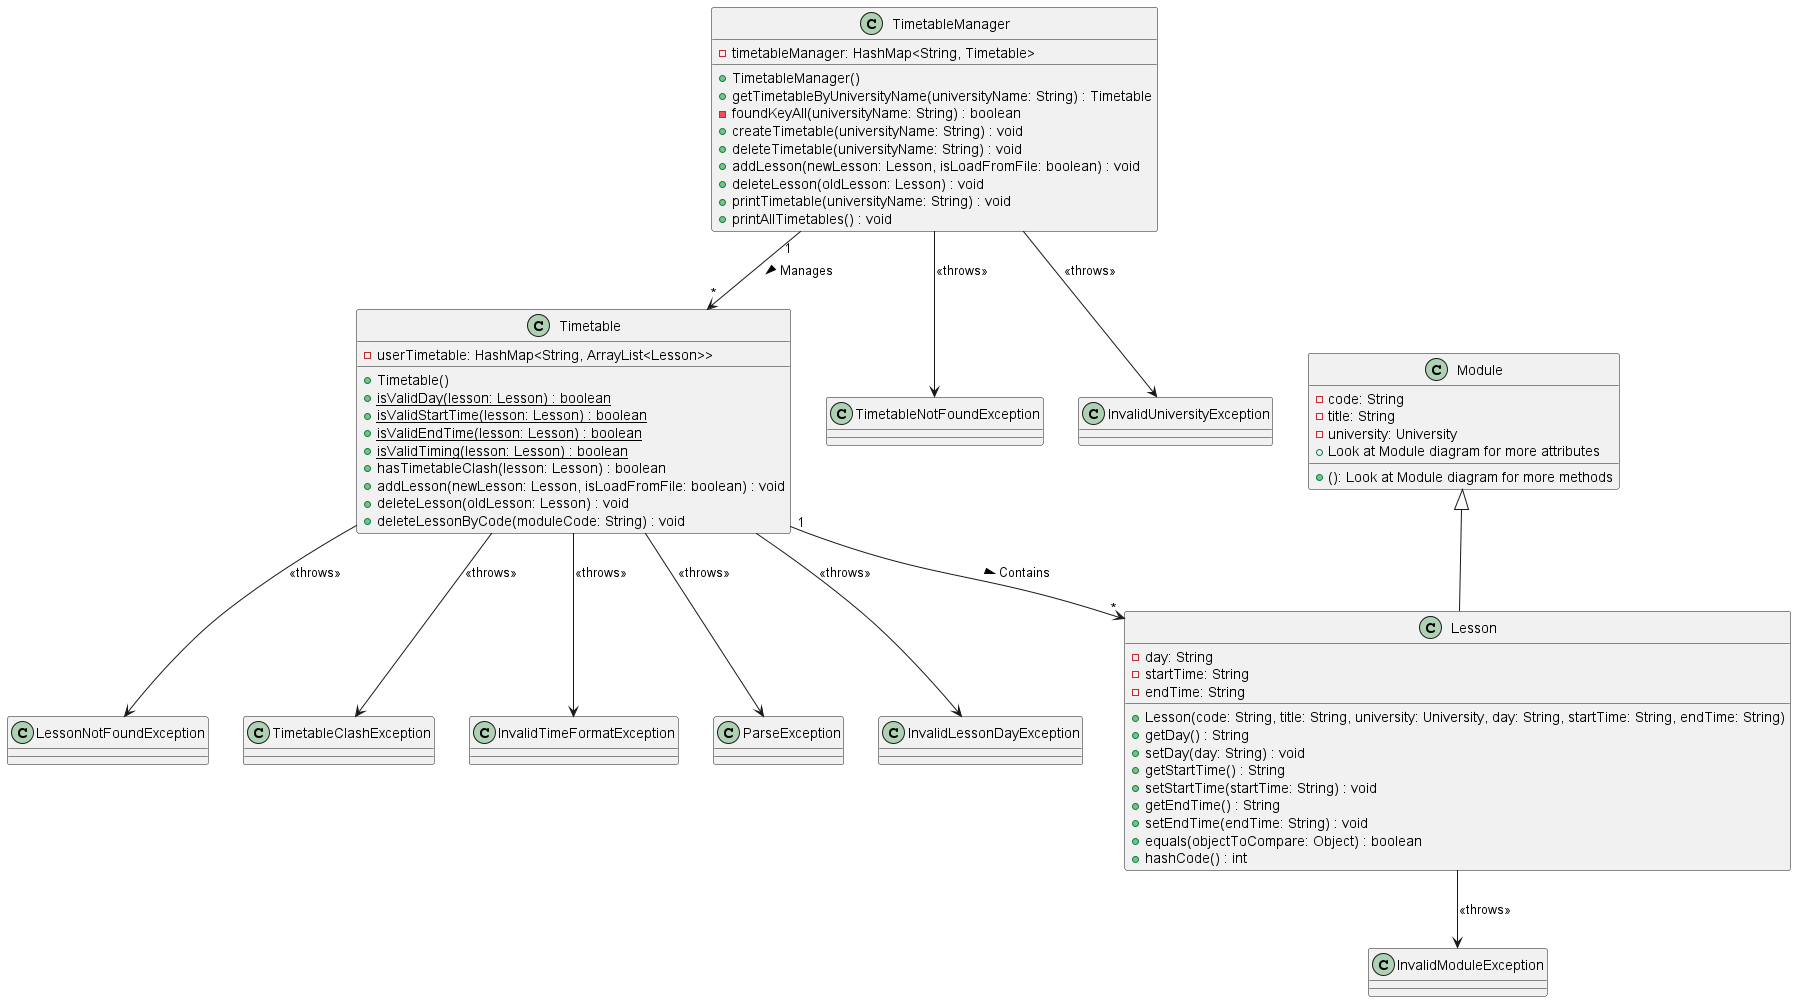 C TimetableManager
timetableManager: HashMap<String, Timetable>
TimetableManager()
getTimetableByUniversityName(universityName: String) : Timetable
foundKeyAll(universityName: String) : boolean
createTimetable(universityName: String) : void
deleteTimetable(universityName: String) : void
addLesson(newLesson: Lesson, isLoadFromFile: boolean) : void
deleteLesson(oldLesson: Lesson) : void
printTimetable(universityName: String) : void
printAllTimetables() : void
1
Manages
*
«throws»
«throws»
C Timetable
userTimetable: HashMap<String, ArrayList<Lesson>>
Timetable()
isValidDay(lesson: Lesson) : boolean
isValidStartTime(lesson: Lesson) : boolean
isValidEndTime(lesson: Lesson) : boolean
isValidTiming(lesson: Lesson) : boolean
hasTimetableClash(lesson: Lesson) : boolean
addLesson(newLesson: Lesson, isLoadFromFile: boolean) : void
deleteLesson(oldLesson: Lesson) : void
deleteLessonByCode(moduleCode: String) : void
C TimetableNotFoundException
C InvalidUniversityException
C Module
code: String
title: String
university: University
Look at Module diagram for more attributes
(): Look at Module diagram for more methods
«throws»
«throws»
«throws»
«throws»
«throws»
1
Contains
*
C LessonNotFoundException
C TimetableClashException
C InvalidTimeFormatException
C ParseException
C InvalidLessonDayException
C Lesson
day: String
startTime: String
endTime: String
Lesson(code: String, title: String, university: University, day: String, startTime: String, endTime: String)
getDay() : String
setDay(day: String) : void
getStartTime() : String
setStartTime(startTime: String) : void
getEndTime() : String
setEndTime(endTime: String) : void
equals(objectToCompare: Object) : boolean
hashCode() : int
«throws»
C InvalidModuleException